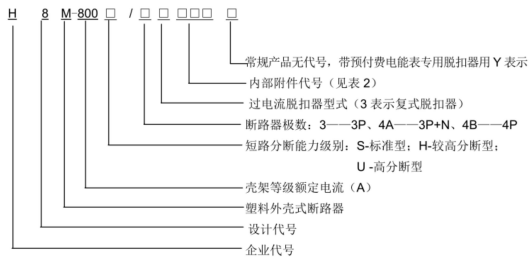 H 8 M-800 □ / □ □ □□□ □
常规产品无代号，带预付费电能表专用脱扣器用 Y 表示
内部附件代号（见表 2）
过电流脱扣器型式（3 表示复式脱扣器）
断路器极数：3——3P、4A——3P+N、4B——4P
短路分断能力级别；S-标准型；H-较高分断型；
U -高分断型
壳架等级额定电流（A）
塑料外壳式断路器
设计代号
企业代号